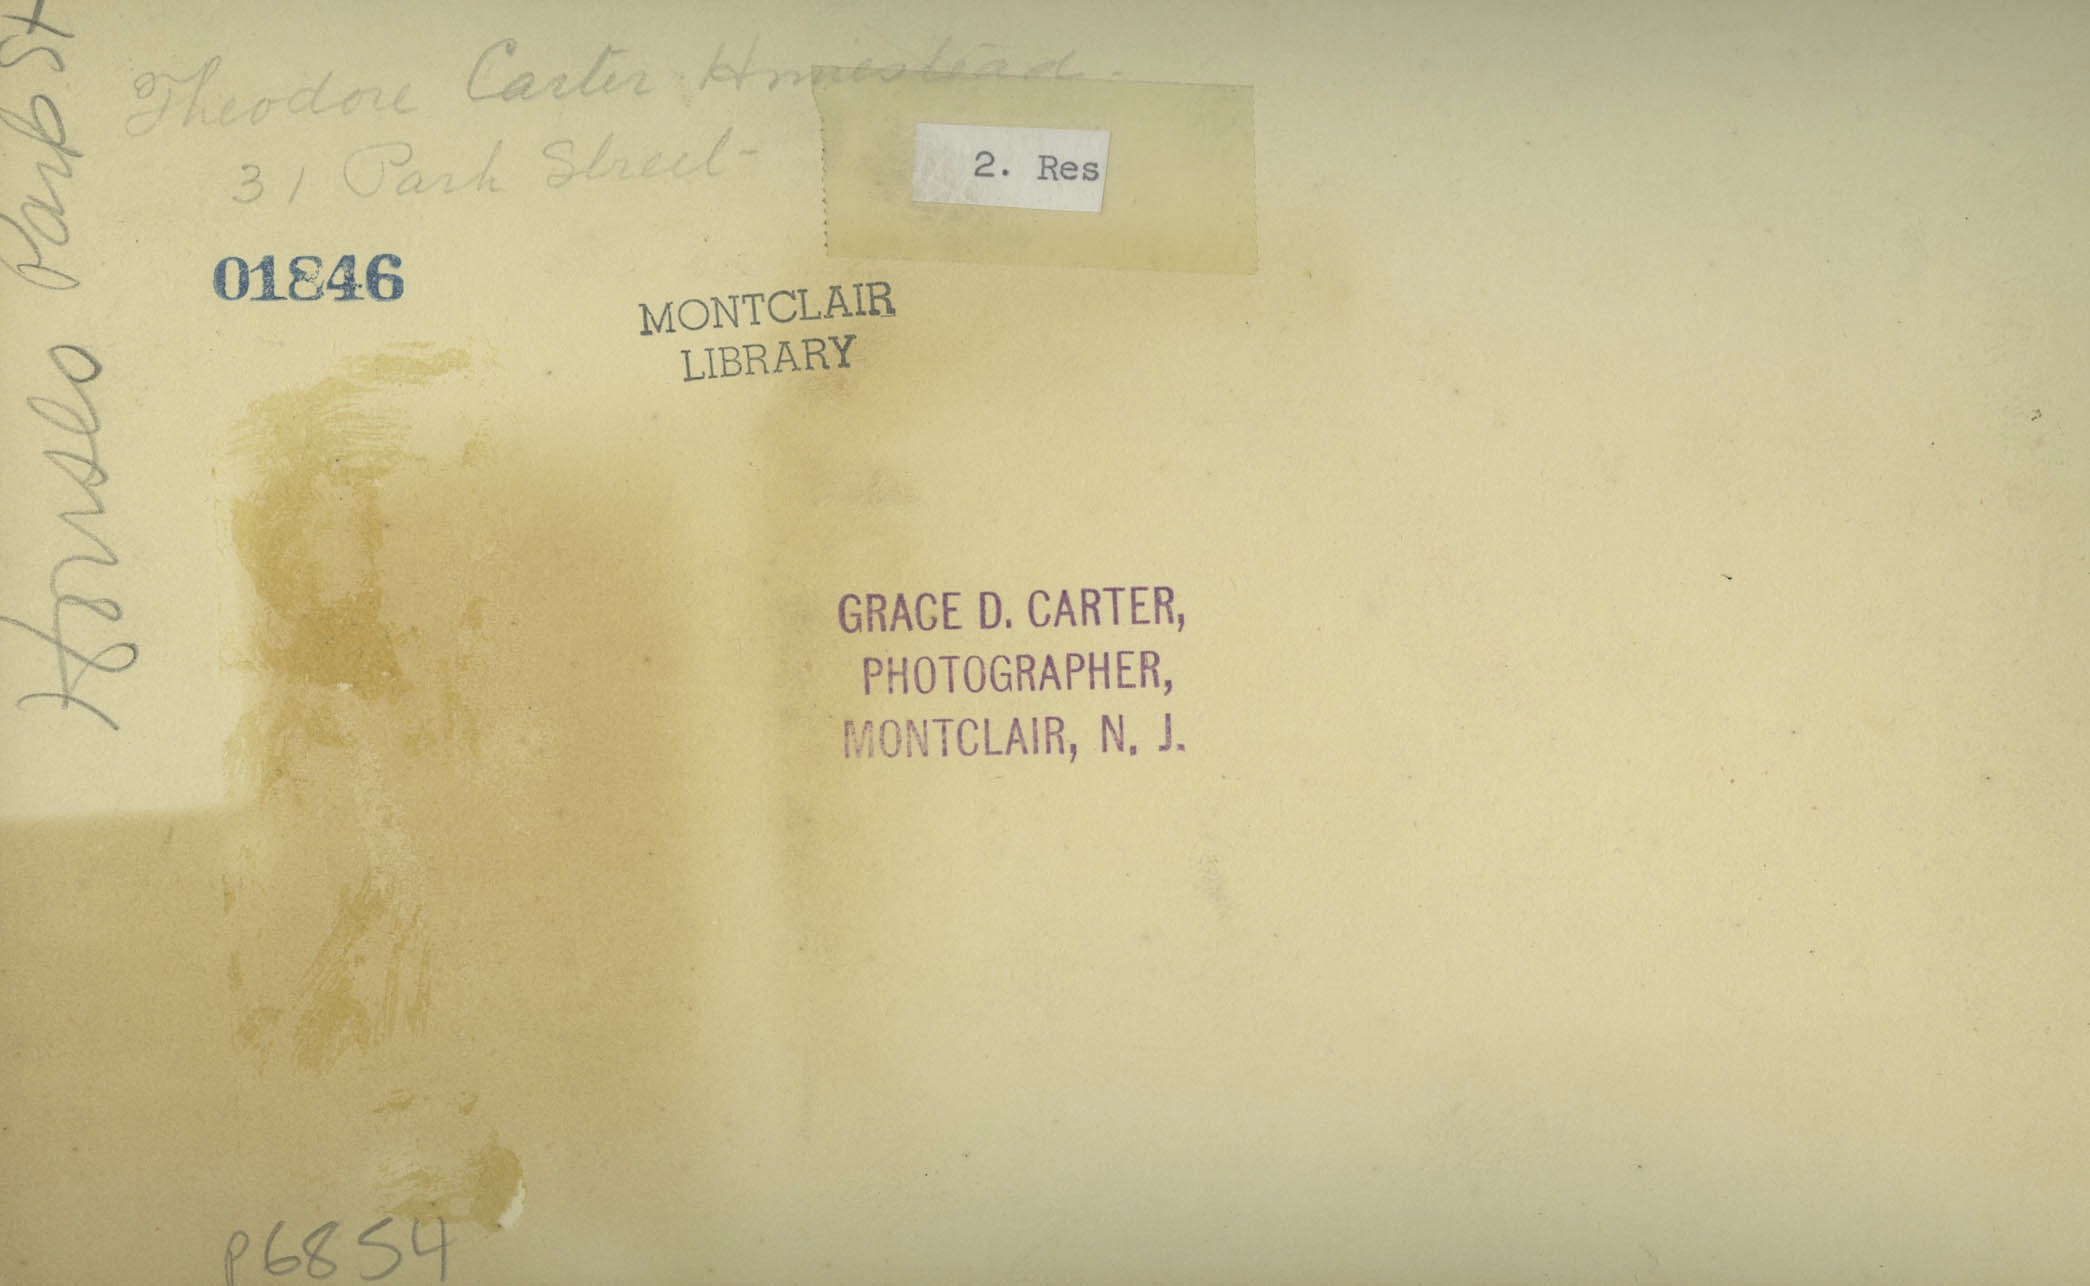 Theodore Carter Homestead.
31 Park Street
2. Res
01846
MONTCLAIR
LIBRARY
Houses Park St
GRACE D. CARTER,
PHOTOGRAPHER,
MONTCLAIR, N. J.
P6854